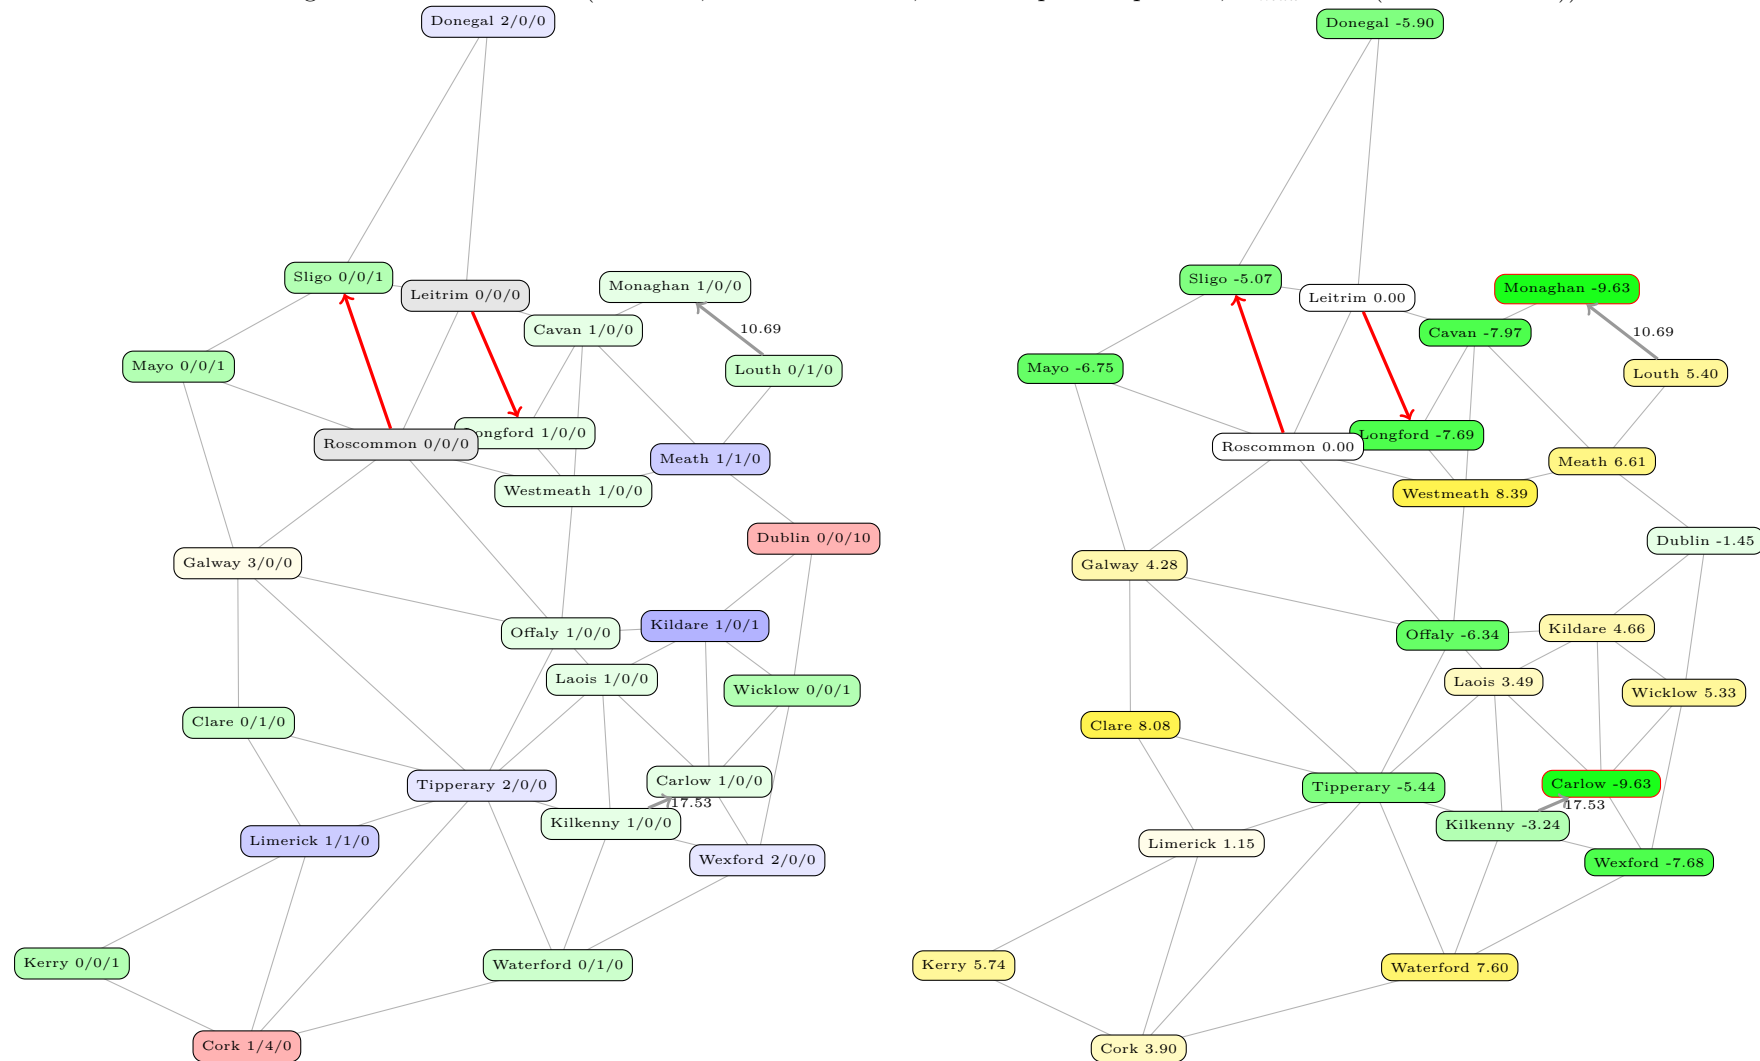 Donegal 2/0/0
Sligo 0/0/1
Leitrim 0/0/0
Monaghan 1/0/0
Cavan 1/0/0
10.69
Mayo 0/0/1
Louth 0/1/0
Longford 1/0/0
Roscommon 0/0/0
Meath 1/1/0
Westmeath 1/0/0
Dublin 0/0/10
Galway 3/0/0
Offaly 1/0/0
Kildare 1/0/1
Laois 1/0/0
Wicklow 0/0/1
Clare 0/1/0
Tipperary 2/0/0
Carlow 1/0/0
17.53
Kilkenny 1/0/0
Limerick 1/1/0
Wexford 2/0/0
Kerry 0/0/1
Waterford 0/1/0
Cork 1/4/0
Donegal -5.90
Sligo -5.07
Leitrim 0.00
Monaghan -9.63
Cavan -7.97
10.69
Mayo -6.75
Louth 5.40
Longford -7.69
Roscommon 0.00
Meath 6.61
Westmeath 8.39
Dublin -1.45
Galway 4.28
Offaly -6.34
Kildare 4.66
Laois 3.49
Wicklow 5.33
Clare 8.08
Tipperary -5.44
Carlow -9.63
17.53
Kilkenny -3.24
Limerick 1.15
Wexford -7.68
Kerry 5.74
Waterford 7.60
Cork 3.90